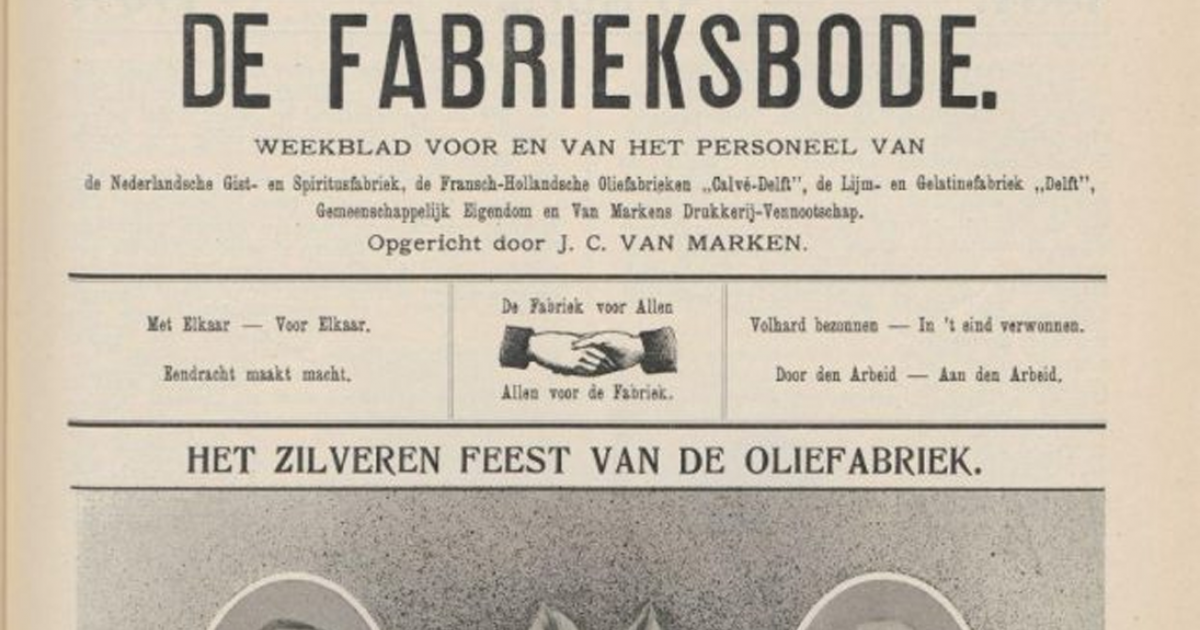 DE FABRIEKSBODE.
WEEKBLAD VOOR EN VAN HET PERSONEEL VAN
de Nederlandsche Gist- en Spiritusfabriek, de Fransch-Hollandsche Oliefabrieken „Calvé-Delft”, de Lijm- en Gelatinefabriek „Delft”,
Gemeenschappelijk Eigendom en Van Markens Drukkerij-Vennootschap.
Opgericht door J. C. VAN MARKEN.
Met Elkaar — Voor Elkaar.
Eendracht maakt macht.
De Fabriek voor Allen
Allen voor de Fabriek.
Volhard bezonnen — In 't eind verwonnen.
Door den Arbeid — Aan den Arbeid.
HET ZILVEREN FEEST VAN DE OLIEFABRIEK.